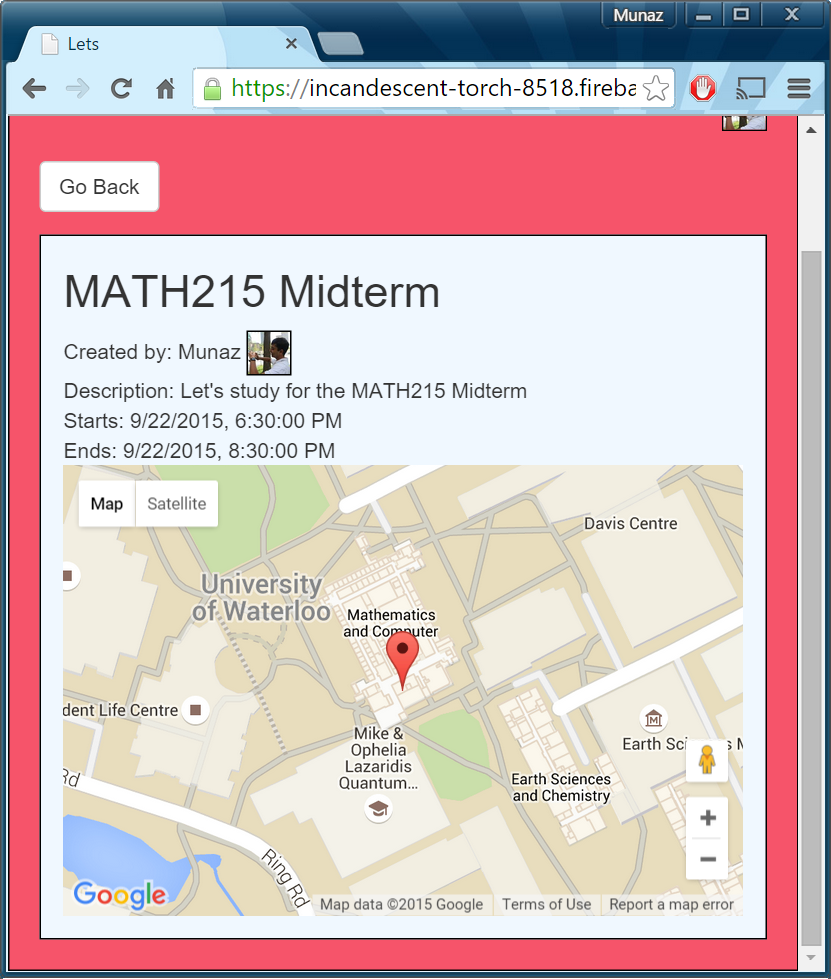 Munaz
Lets
https://incandescent-torch-8518.fireba
Go Back
MATH215 Midterm
Created by: Munaz
Description: Let's study for the MATH215 Midterm
Starts: 9/22/2015, 6:30:00 PM
Ends: 9/22/2015, 8:30:00 PM
Map Satellite
Davis Centre
University
of Waterloo
Mathematics
and Computer
dent Life Centre
Mike &
Ophelia
Lazaridis
Quantum...
Earth Sciences M
Earth Sciences
and Chemistry
Rd
Ring Rd
Google
Map data ©2015 Google Terms of Use Report a map error